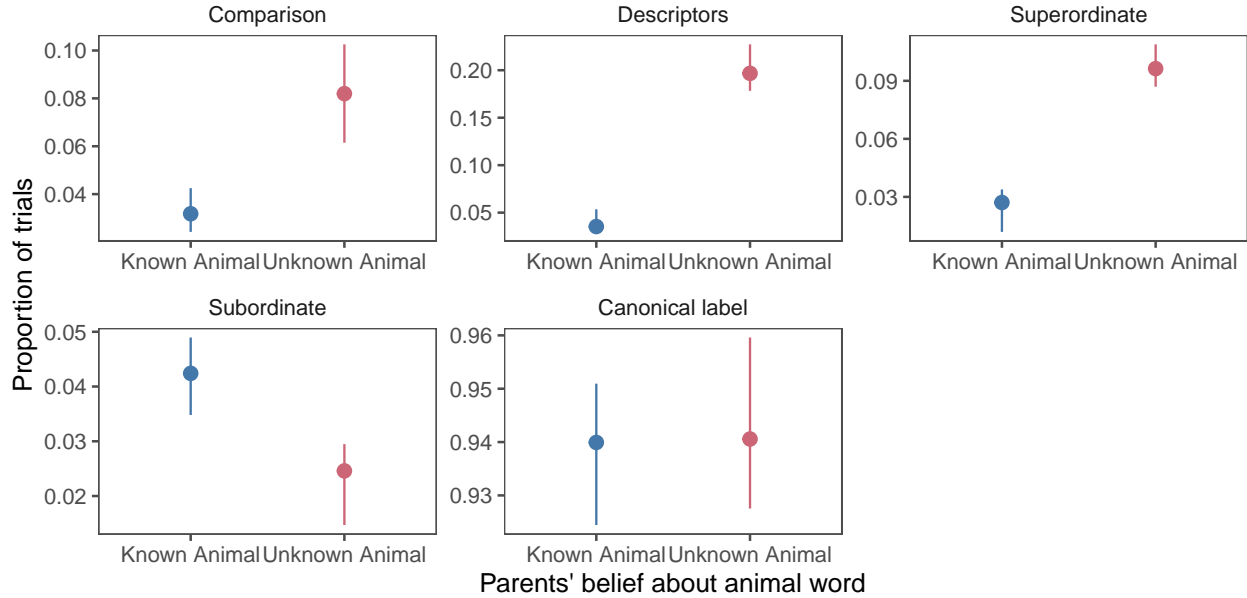 Comparison
Descriptors
Superordinate
0.10
0.08
0.06
0.04
0.20
0.15
0.10
0.05
0.09
0.06
0.03
Known Animal Unknown Animal
Known Animal Unknown Animal
Known Animal Unknown Animal
Proportion of trials
Subordinate
Canonical label
0.05
0.04
0.03
0.02
0.96
0.95
0.94
0.93
Known Animal Unknown Animal
Known Animal Unknown Animal
Parents' belief about animal word